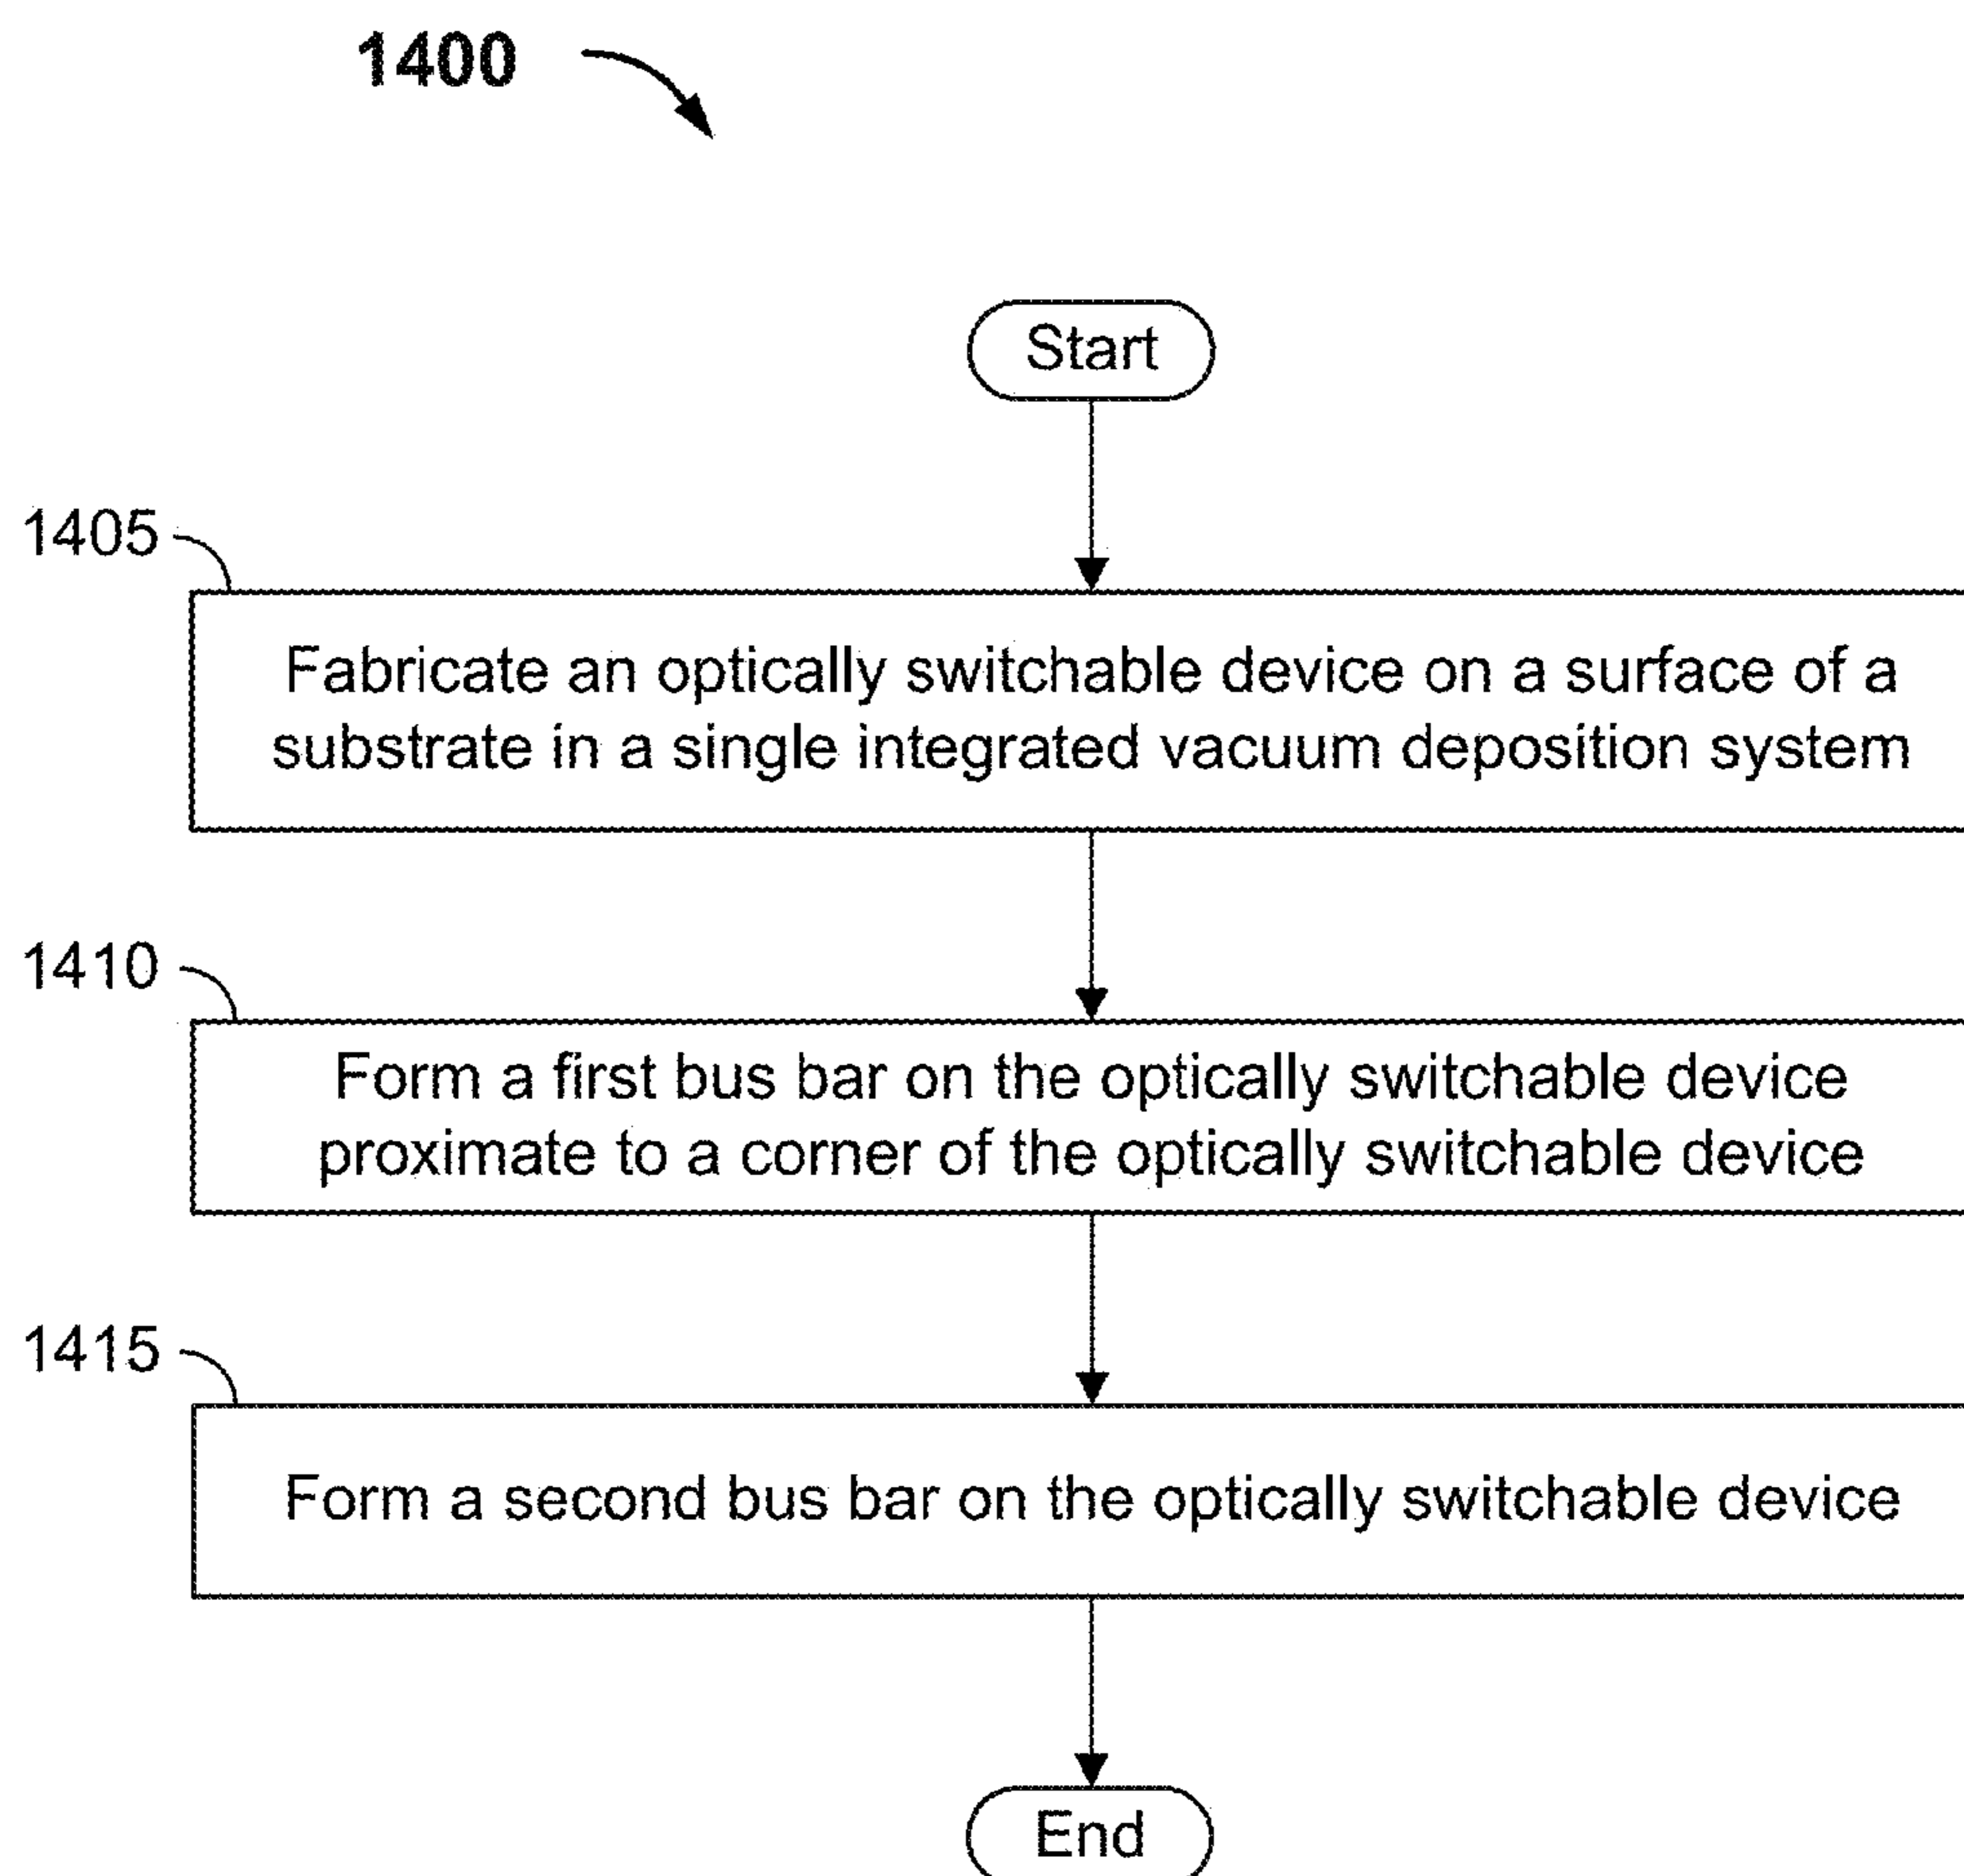 1400
Start
1405
Fabricate an optically switchable device on a surface of a
substrate in a single integrated vacuum deposition system
1410
Form a first bus bar on the optically switchable device
proximate to a corner of the optically switchable device
1415
Form a second bus bar on the optically switchable device
End